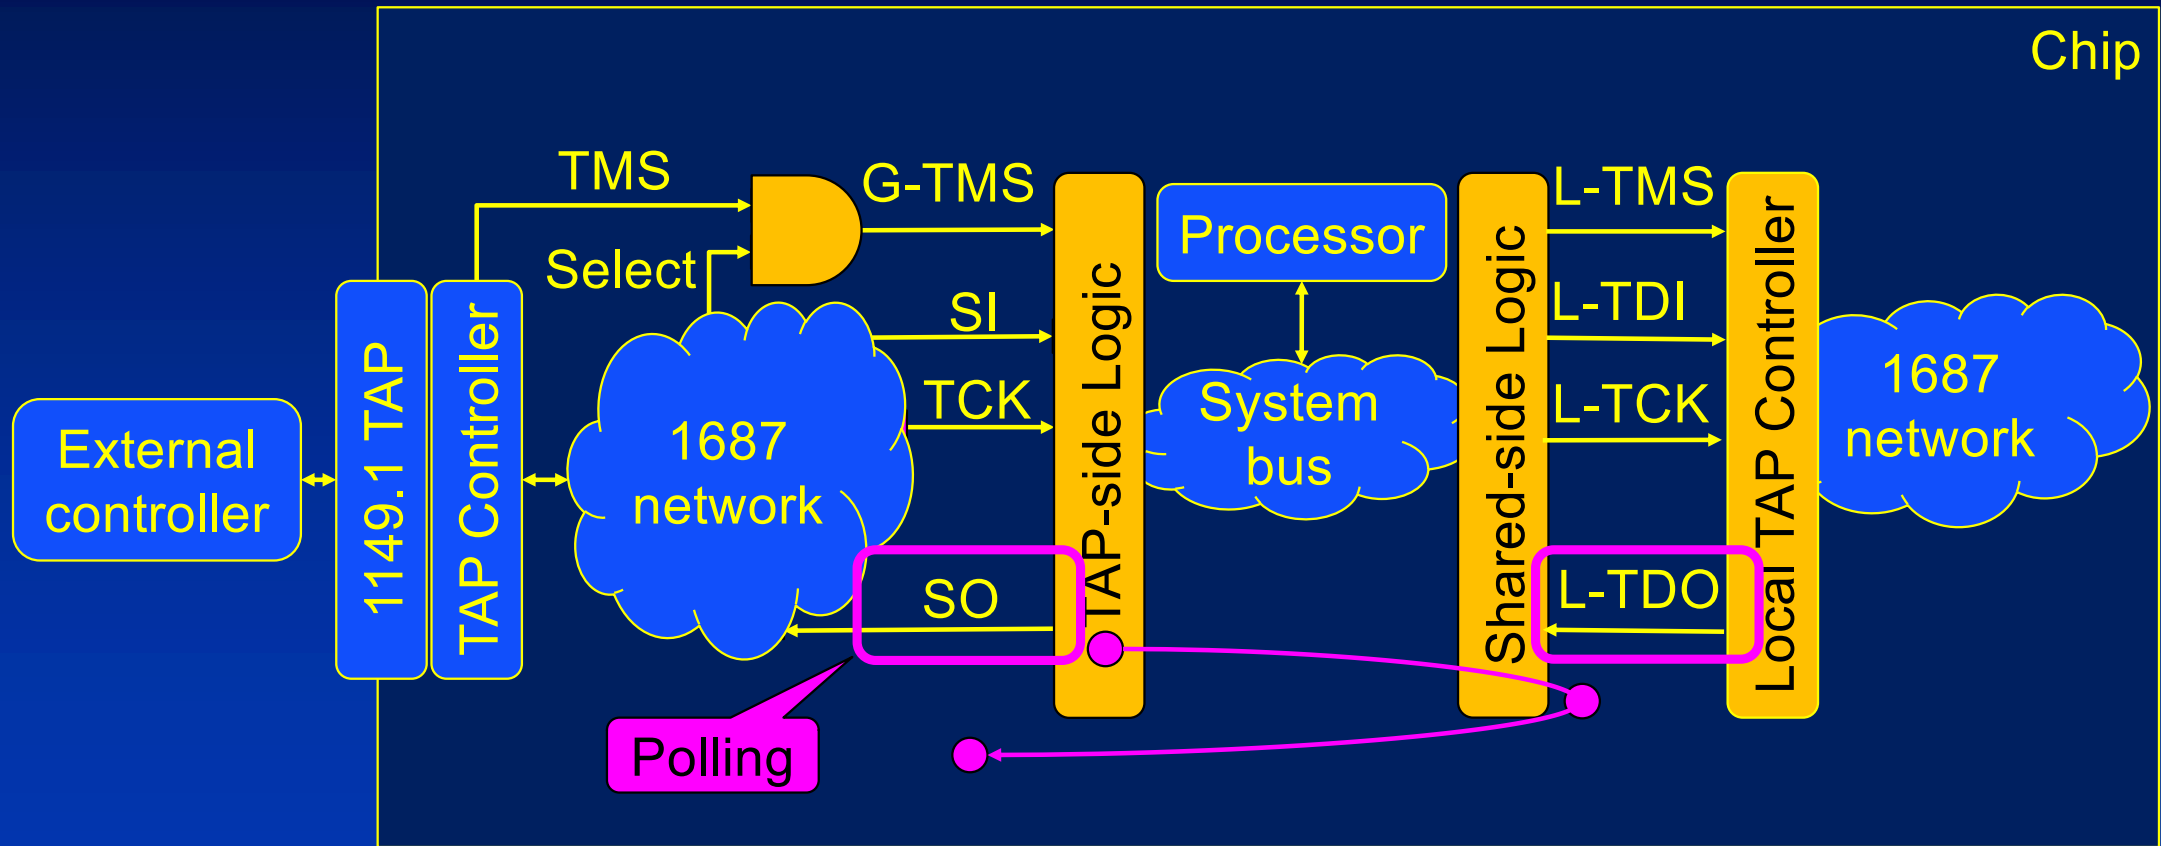 Chip
TMS
G-TMS
L-TMS
Processor
Select
SI
L-TDI
TCK
L-TCK
1149.1 TAP
TAP Controller
TAP-side Logic
Shared-side Logic
Local TAP Controller
External
controller
1687
network
System
bus
1687
network
SO
L-TDO
Polling